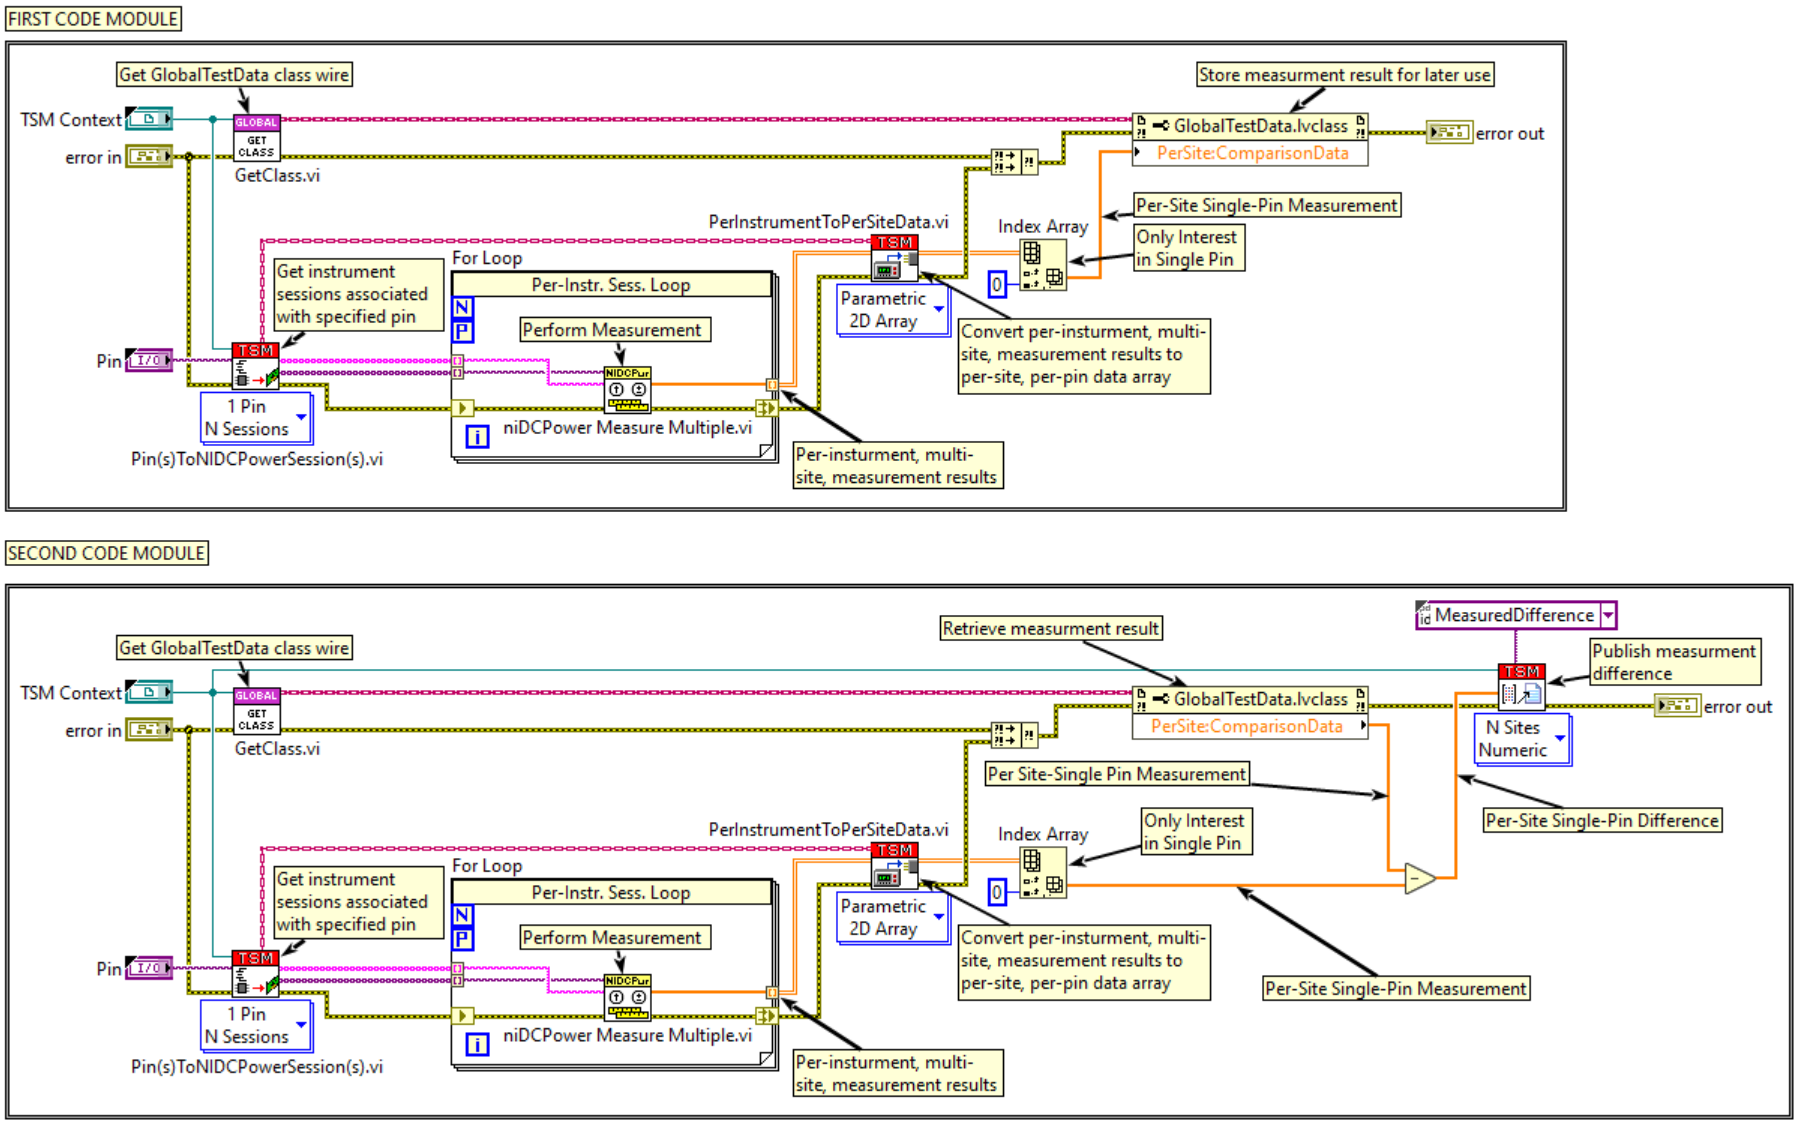 FIRST CODE MODULE
Get GlobalTestData class wire
Store measurment result for later use
TSM Context
GLOBAL
GET
CLASS
GlobalTestData.lvclass
error out
PerSite:ComparisonData
error in
GetClass.vi
Per-Site Single-Pin Measurement
PerInstrumentToPerSiteData.vi
Index Array
Only Interest
in Single Pin
TSM
For Loop
Get instrument
sessions associated
with specified pin
Per-Instr. Sess. Loop
N
P
0
Parametric
2D Array
Perform Measurement
Convert per-insturment, multi-
site, measurement results to
per-site, per-pin data array
Pin
I/O
TSM
NIDCPwr
1 Pin
N Sessions
i
niDCPower Measure Multiple.vi
Pin(s)ToNIDCPowerSession(s).vi
Per-insturment, multi-
site, measurement results
SECOND CODE MODULE
MeasuredDifference
Retrieve measurment result
Get GlobalTestData class wire
Publish measurment
difference
TSM
TSM Context
GLOBAL
GET
CLASS
GlobalTestData.lvclass
error out
PerSite:ComparisonData
N Sites
Numeric
error in
GetClass.vi
Per Site-Single Pin Measurement
Per-Site Single-Pin Difference
PerInstrumentToPerSiteData.vi
Index Array
Only Interest
in Single Pin
TSM
For Loop
Get instrument
sessions associated
with specified pin
Per-Instr. Sess. Loop
N
P
0
Parametric
2D Array
Perform Measurement
Convert per-insturment, multi-
site, measurement results to
per-site, per-pin data array
Per-Site Single-Pin Measurement
Pin
I/O
TSM
NIDCPwr
1 Pin
N Sessions
i
niDCPower Measure Multiple.vi
Pin(s)ToNIDCPowerSession(s).vi
Per-insturment, multi-
site, measurement results